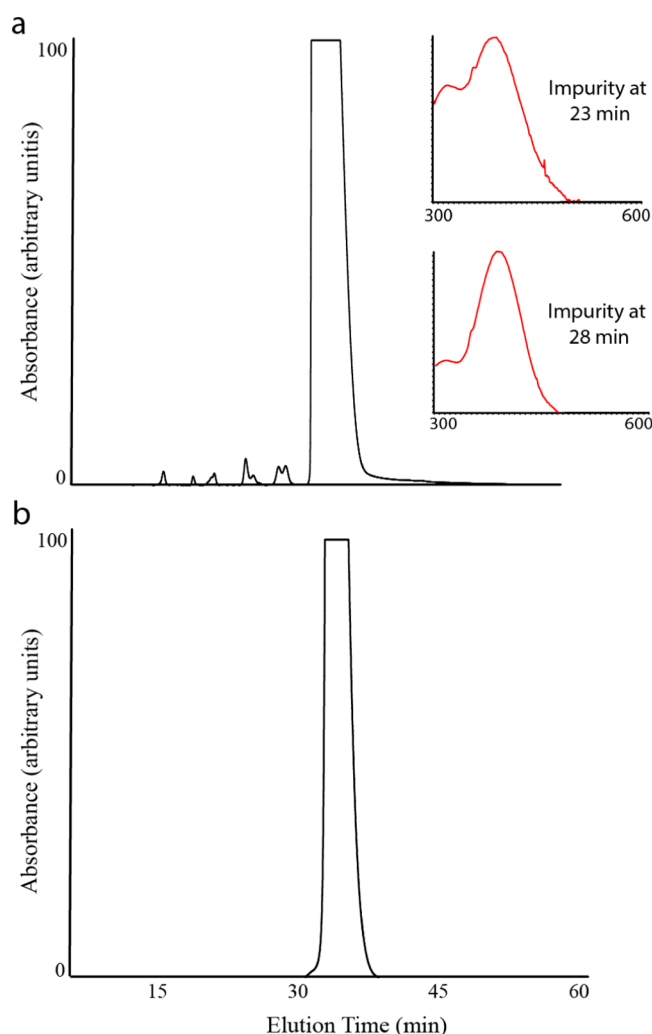 a
100
Absorbance (arbitrary unitis)
0
Impurity at
23 min
300
600
Impurity at
28 min
300
600
b
100
Absorbance (arbitrary units)
0
15
30
45
60
Elution Time (min)